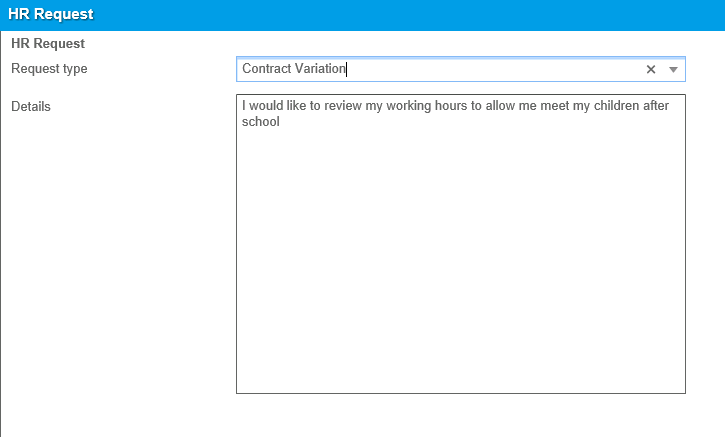 HR Request
HR Request
Request type
Contract Variation
Details
I would like to review my working hours to allow me meet my children after
school